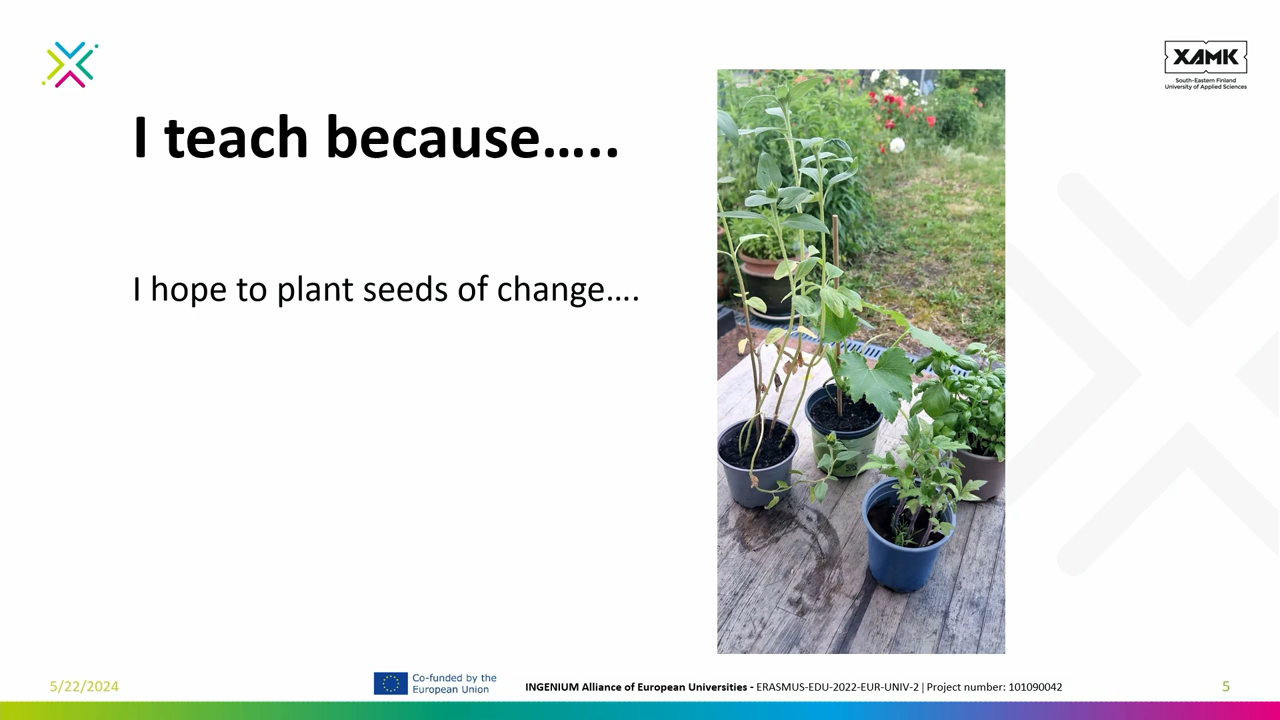 XAMK
South-Eastern Finland
University of Applied Sciences
I teach because…..
I hope to plant seeds of change….
5/22/2024
Co-funded by the
European Union
INGENIUM Alliance of European Universities - ERASMUS-EDU-2022-EUR-UNIV-2 | Project number: 101090042
5